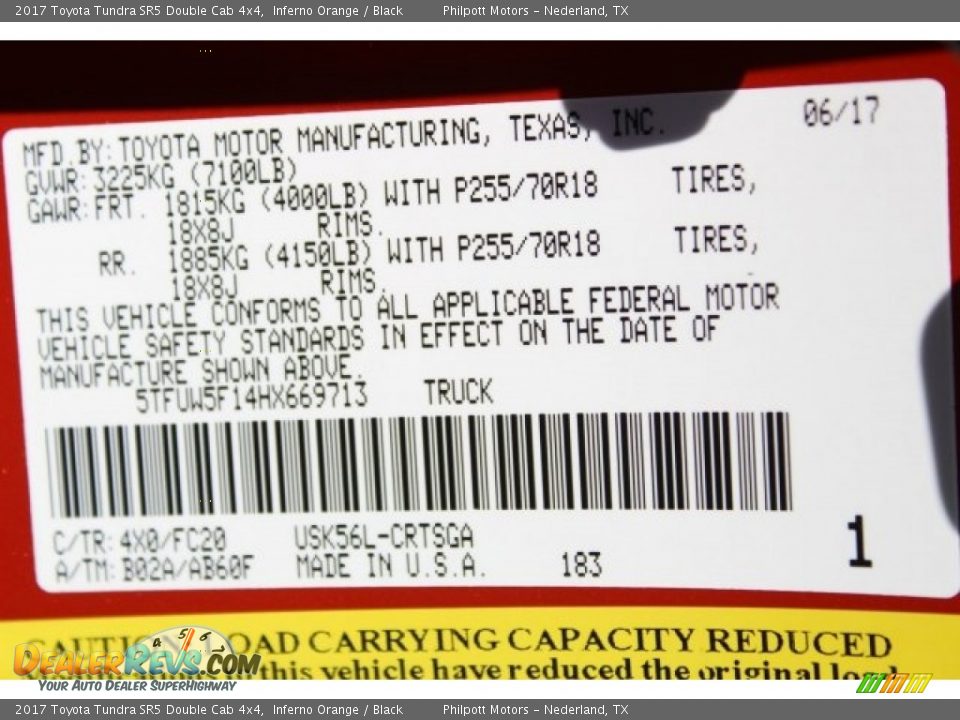 2017 Toyota Tundra SR5 Double Cab 4x4, Inferno Orange / Black Philpott Motors - Nederland, TX
06/17
MFD.BY:TOYOTA MOTOR MANUFACTURING, TEXAS, INC.
GVWR:3225KG (7100LB)
GAWR:FRT. 1815KG (4000LB) WITH P255/70R18 TIRES,
18X8J RIMS.
RR. 1885KG (4150LB) WITH P255/70R18 TIRES,
18X8J RIMS.
THIS VEHICLE CONFORMS TO ALL APPLICABLE FEDERAL MOTOR
VEHICLE SAFETY STANDARDS IN EFFECT ON THE DATE OF
MANUFACTURE SHOWN ABOVE.
5TFUW5F14HX669713 TRUCK
C/TR:4X0/FC20 USK56L-CRTSGA
A/TM:B02A/AB60F MADE IN U.S.A. 183
1
CAUTION LOAD CARRYING CAPACITY REDUCED
this vehicle have reduced the original load
4 5 6
DEALERREVS.COM
YOUR AUTO DEALER SUPERHIGHWAY
2017 Toyota Tundra SR5 Double Cab 4x4, Inferno Orange / Black Philpott Motors - Nederland, TX